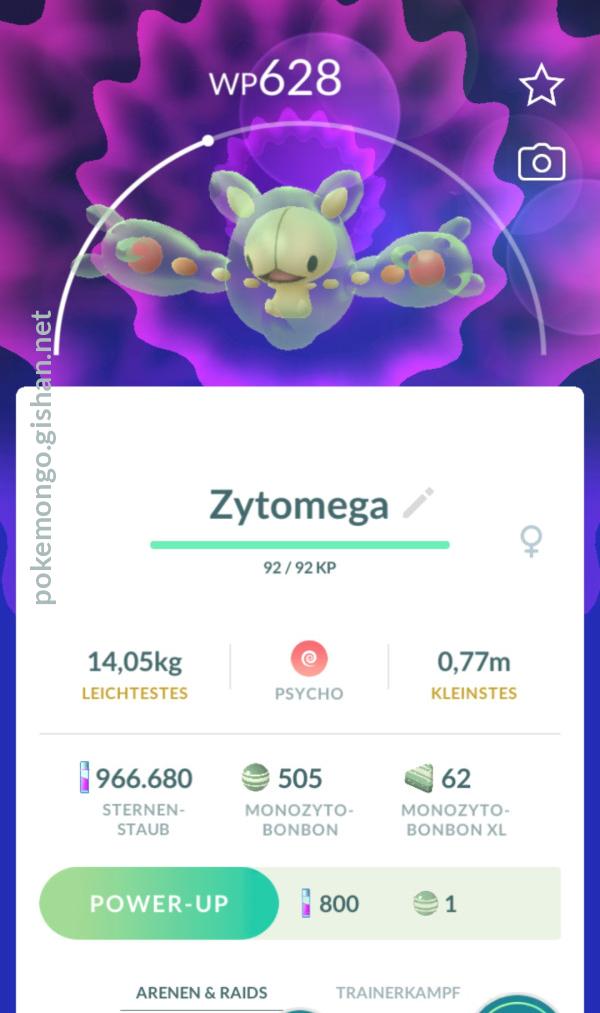 WP628
pokemongo.gishan.net
Zytomega
92 / 92 KP
14,05kg
LEICHTESTES
PSYCHO
0,77m
KLEINSTES
966.680
STERNEN-
STAUB
505
MONOZYTO-
BONBON
62
MONOZYTO-
BONBON XL
POWER-UP
800
1
ARENEN & RAIDS
TRAINERKAMPF